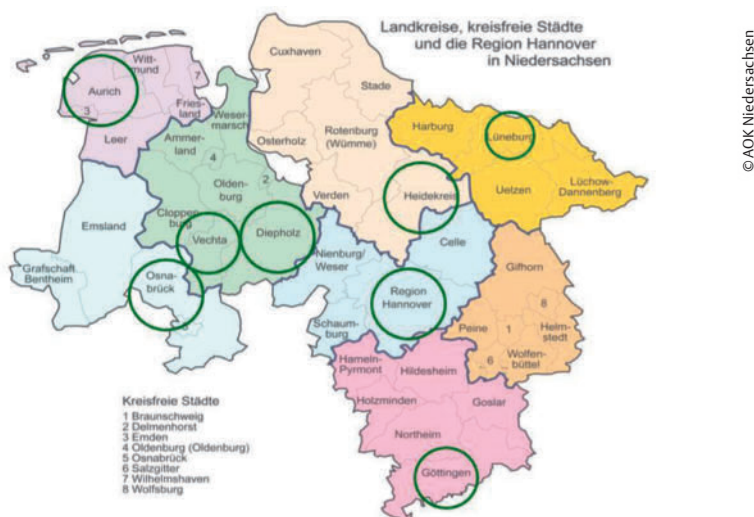 Landkreise, kreisfreie Städte
und die Region Hannover
in Niedersachsen
© AOK Niedersachsen
Cuxhaven
Stade
Witt-
mund
7
Aurich
3
Fries-
land
Leer
Weser-
marsch
Ammer-
land
4
Olden-
burg
2
Osterholz
Rotenburg
(Wümme)
Verden
Heidekreis
Harburg
Lüneburg
Uelzen
Lüchow-
Dannenberg
Emsland
Cloppen-
burg
Vechta
Diepholz
Grafschaft
Bentheim
Osna-
brück
Nienburg/
Weser
Celle
Region
Hannover
Schaum-
burg
Gifhorn
8
Peine
1
Helm-
stedt
6
Wolfen-
büttel
Hameln-
Pyrmont
Hildesheim
Holzminden
Goslar
Northeim
Göttingen
Kreisfreie Städte
1 Braunschweig
2 Delmenhorst
3 Emden
4 Oldenburg (Oldenburg)
5 Osnabrück
6 Salzgitter
7 Wilhelmshaven
8 Wolfsburg